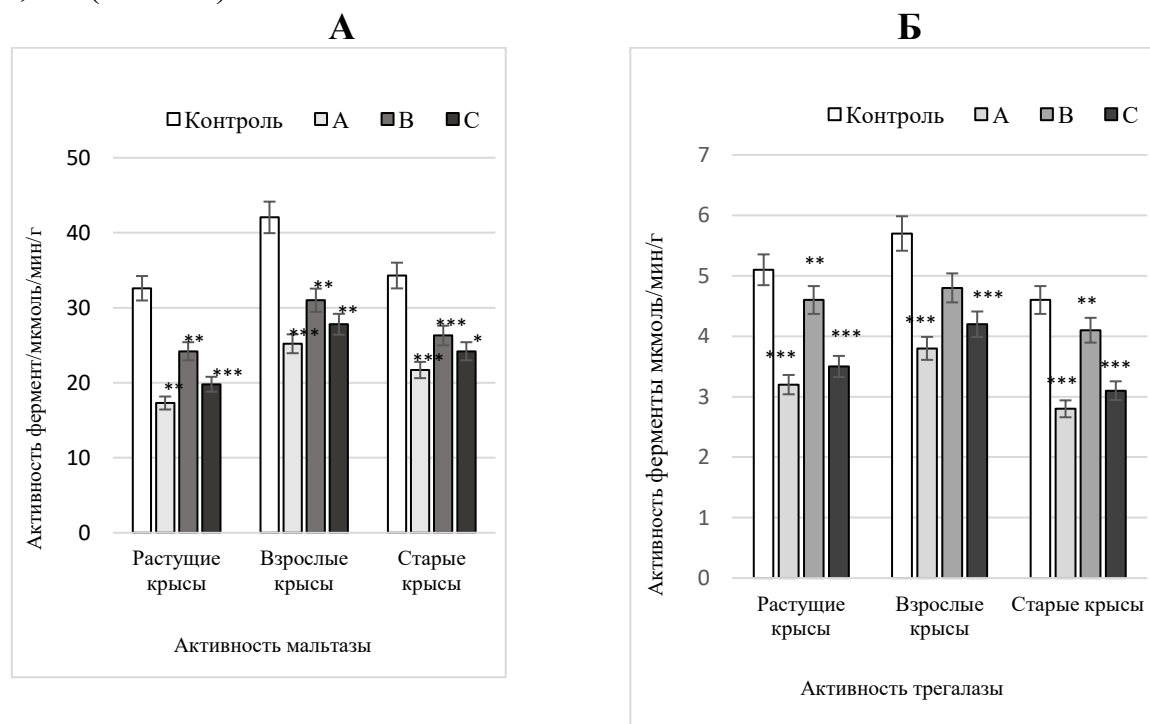 А
Контроль A B C
50
40
30
20
10
0
Активность фермент/мкмоль/мин/г
** ** ***
*** ** **
*** *** *
Растущие крысы
Взрослые крысы
Старые крысы
Активность мальтазы
Б
Контроль A B C
7
6
5
4
3
2
1
0
Активность ферменты мкмоль/мин/г
*** ** ***
*** ***
*** ** ***
Растущие крысы
Взрослые крысы
Старые крысы
Активность трегалазы